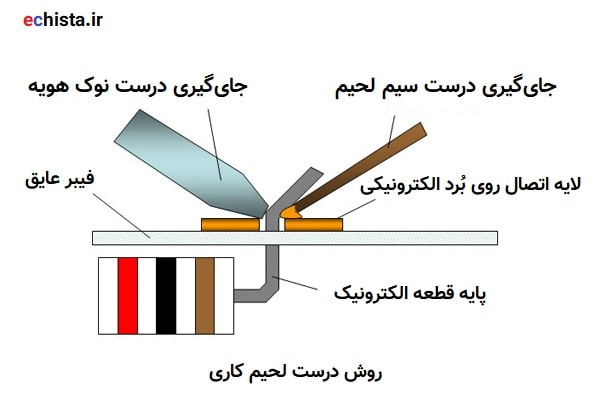 echista.ir
جای‌گیری درست سیم لحیم
جای‌گیری درست نوک هویه
لایه اتصال روی بُرد الکترونیکی
فیبر عایق
پایه قطعه الکترونیک
روش درست لحیم کاری